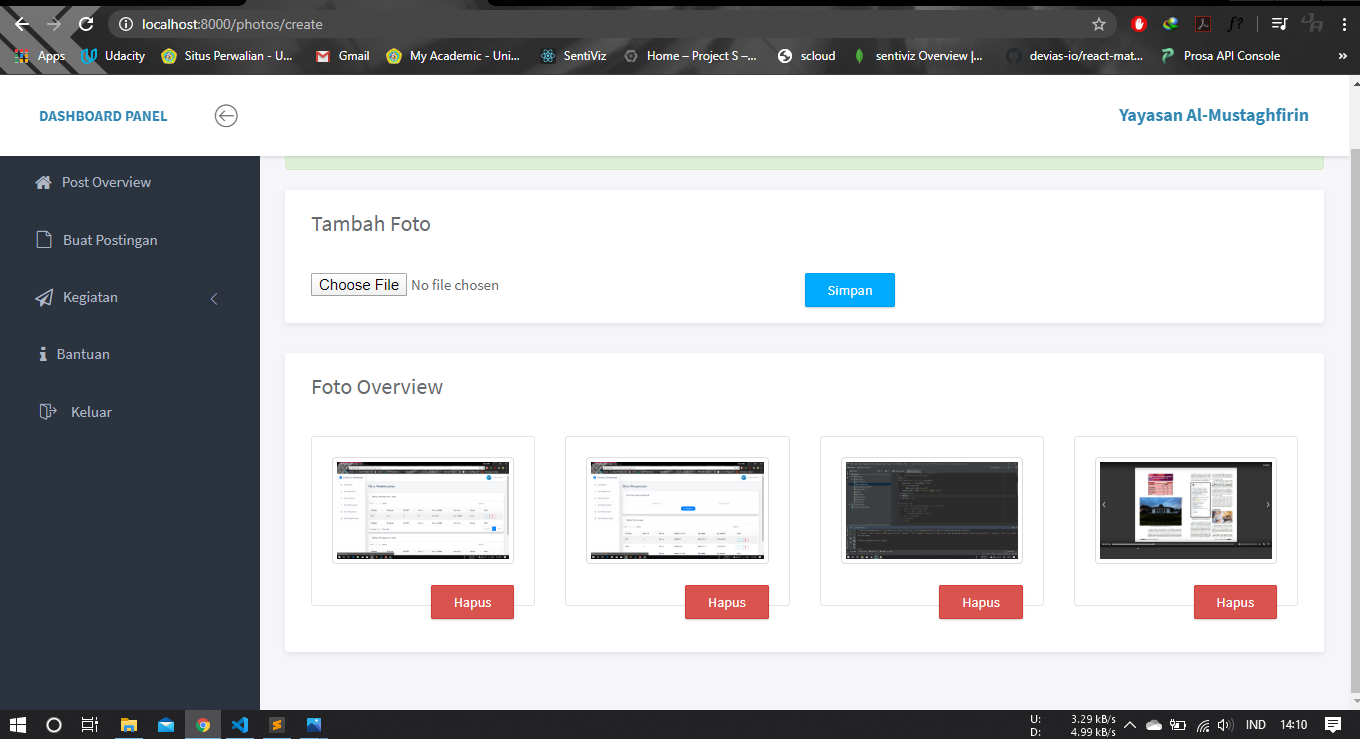 localhost:8000/photos/create
Apps Udacity Situs Perwalian - U... Gmail My Academic - Uni... SentiViz Home – Project S –... scloud sentiviz Overview |... devias-io/react-mat... Prosa API Console »
DASHBOARD PANEL
Yayasan Al-Mustaghfirin
Post Overview
Buat Postingan
Kegiatan
Bantuan
Keluar
Tambah Foto
Choose File No file chosen
Simpan
Foto Overview
Hapus Hapus Hapus Hapus
U: 3.29 kB/s
D: 4.99 kB/s
IND 14:10